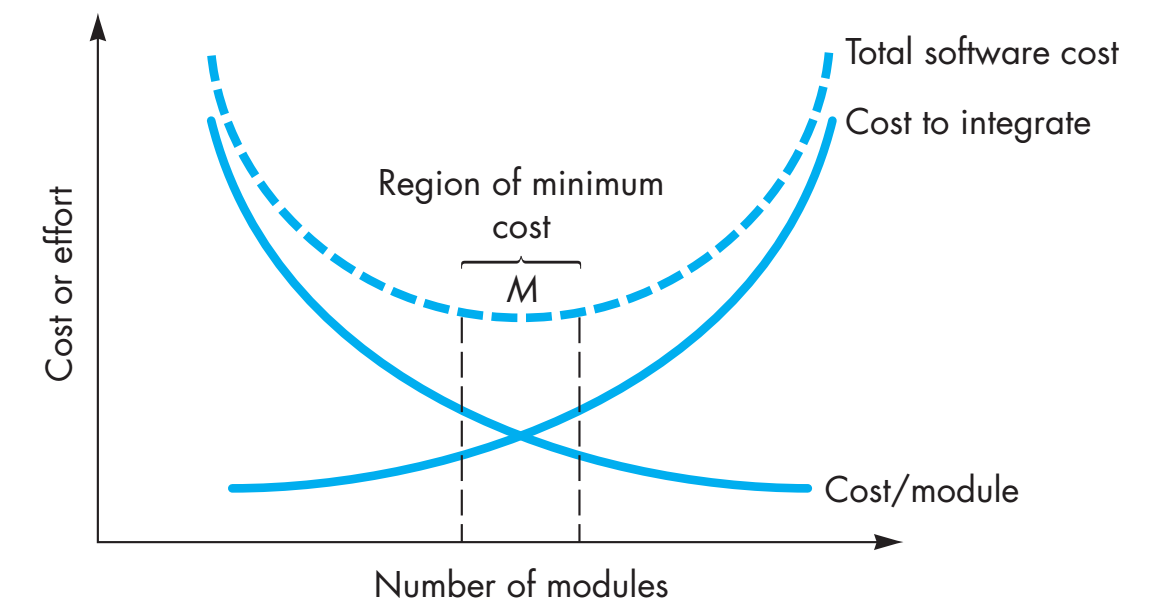 Total software cost
Cost to integrate
Region of minimum
cost
M
Cost or effort
Cost/module
Number of modules